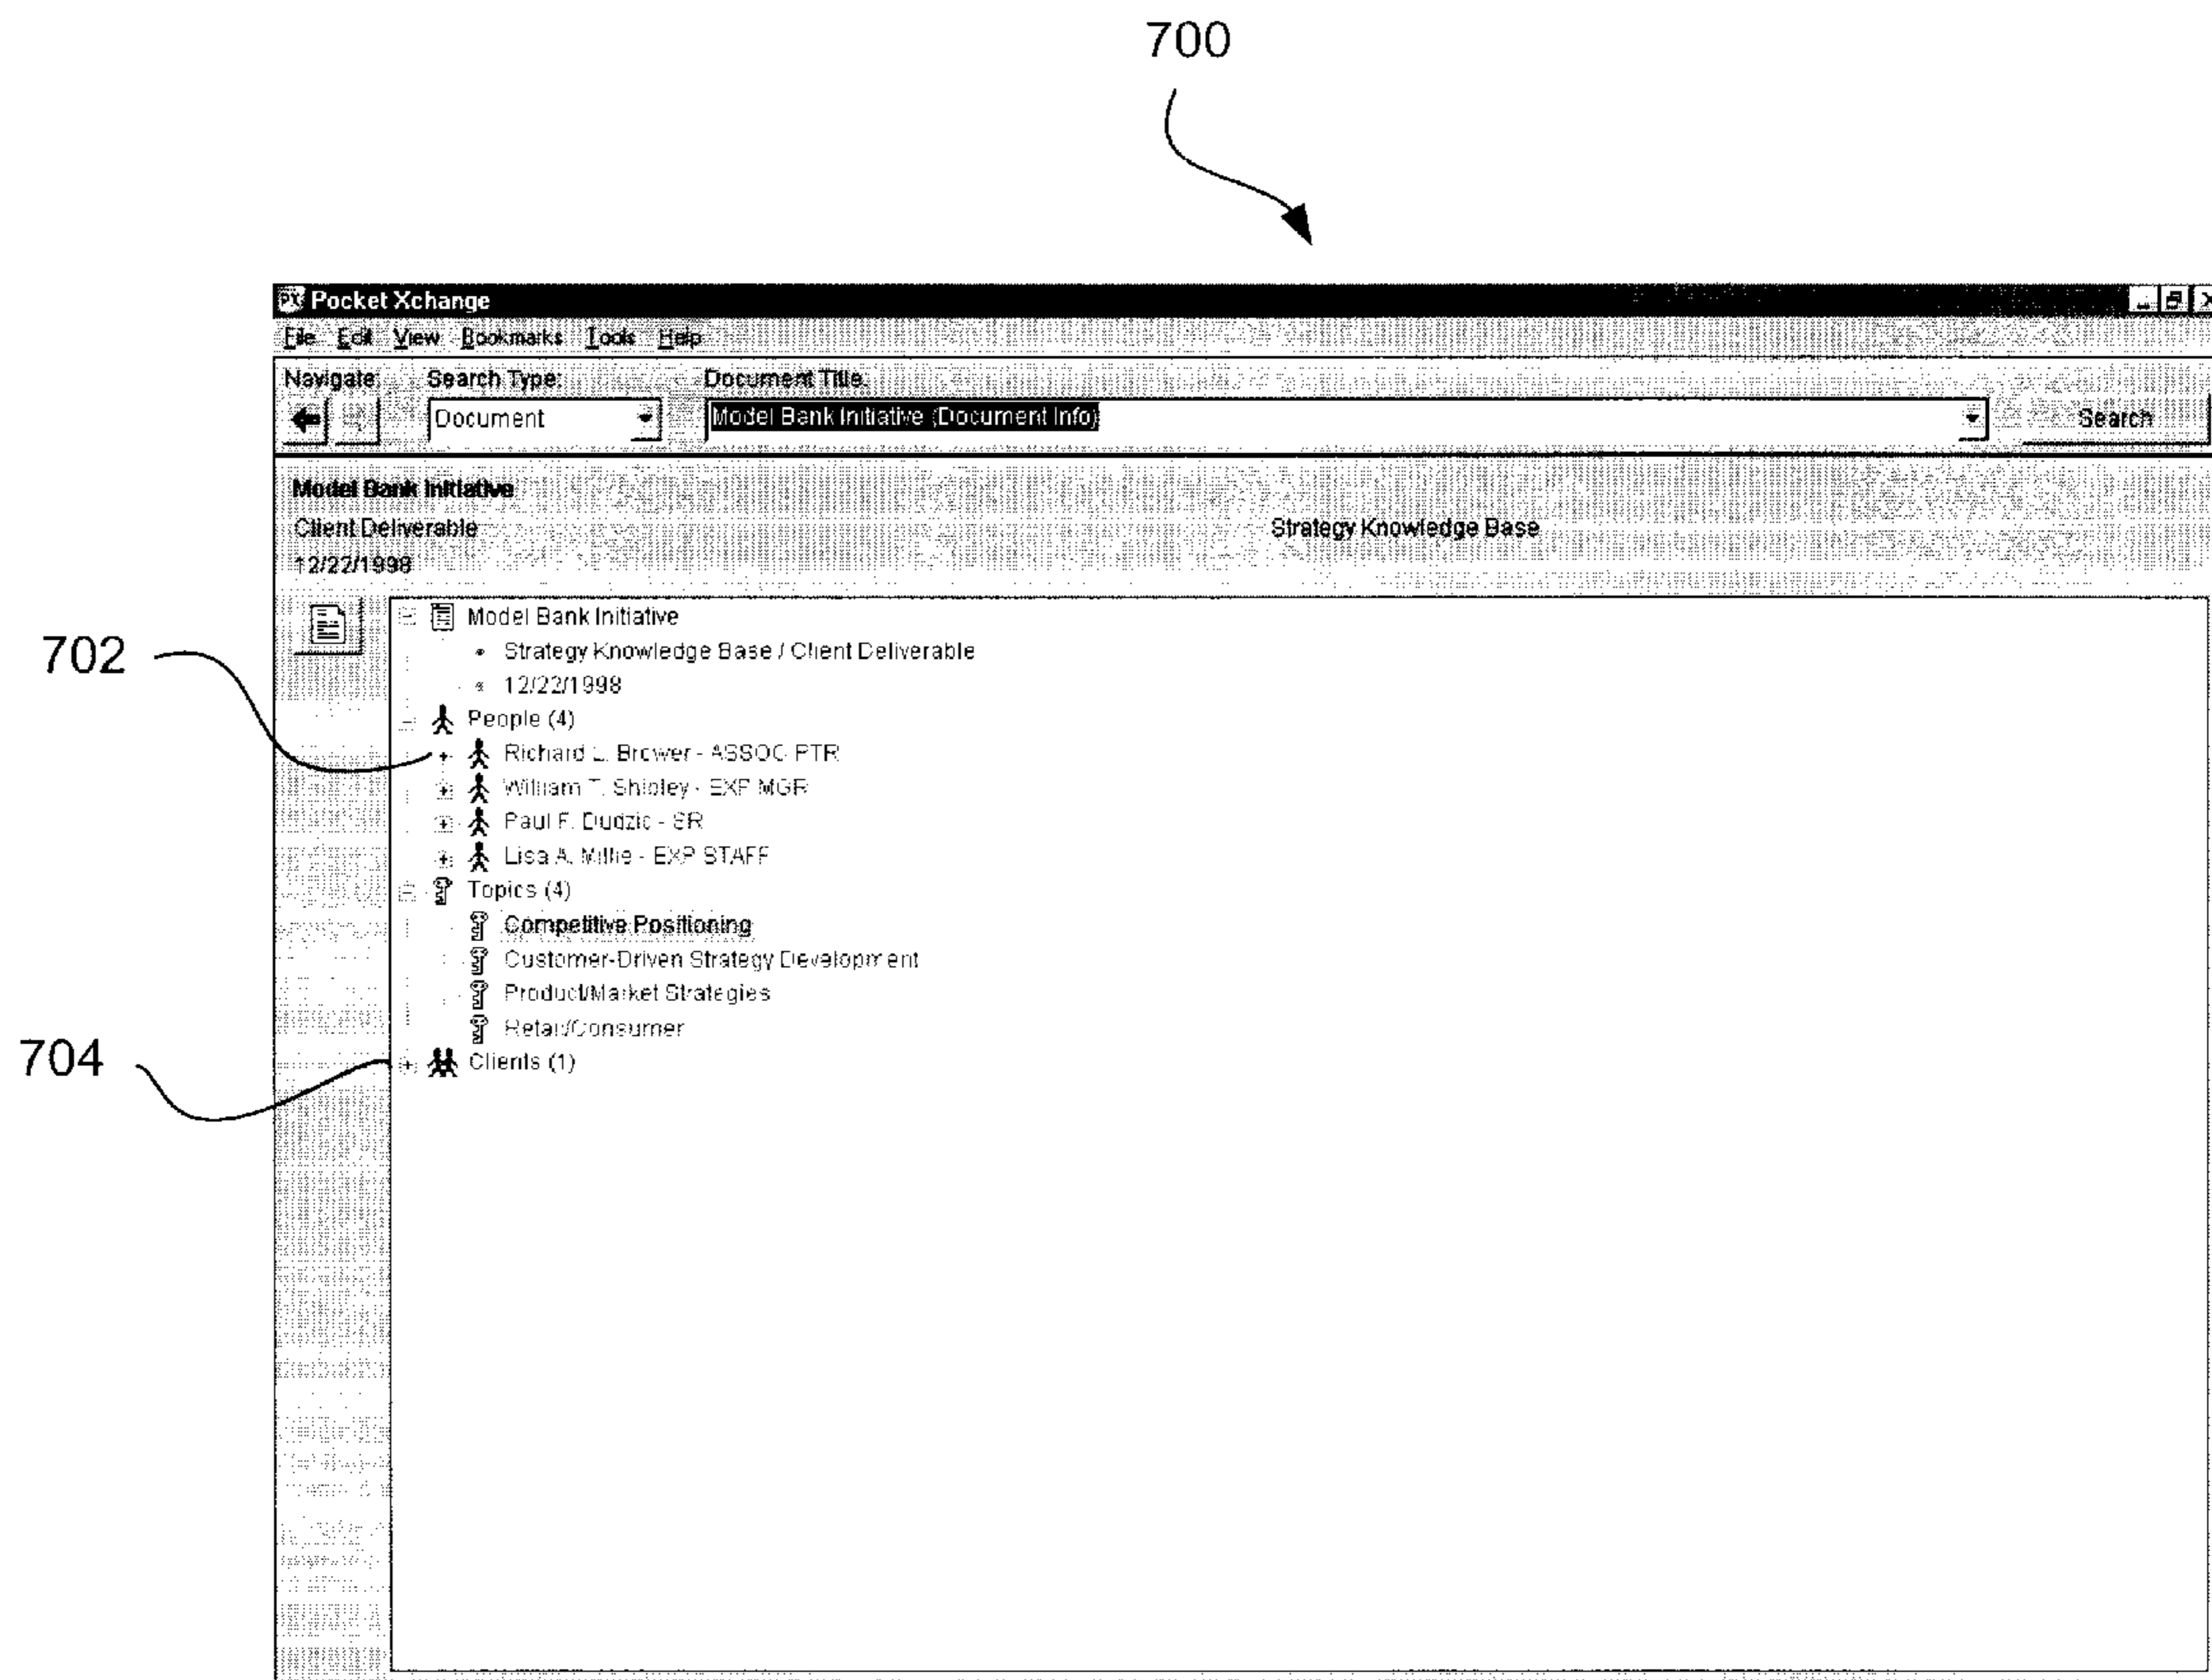 700
Pocket Xchange
File Edit View Bookmarks Tools Help
Navigate: Search Type: Document Title:
Document Model Bank Initiative (Document Info) Search
Model Bank Initiative
Client Deliverable Strategy Knowledge Base
12/22/1998
Model Bank Initiative
Strategy Knowledge Base / Client Deliverable
12/22/1998
People (4)
702
Richard L. Brower - ASSOC PTR
William T. Shipley - EXP MGR
Paul F. Dudzic - SR
Lisa A. - EXP STAFF
Topics (4)
Competitive Positioning
Customer-Driven Strategy Development
Product/Market Strategies
Retail/Consumer
704
Clients (1)